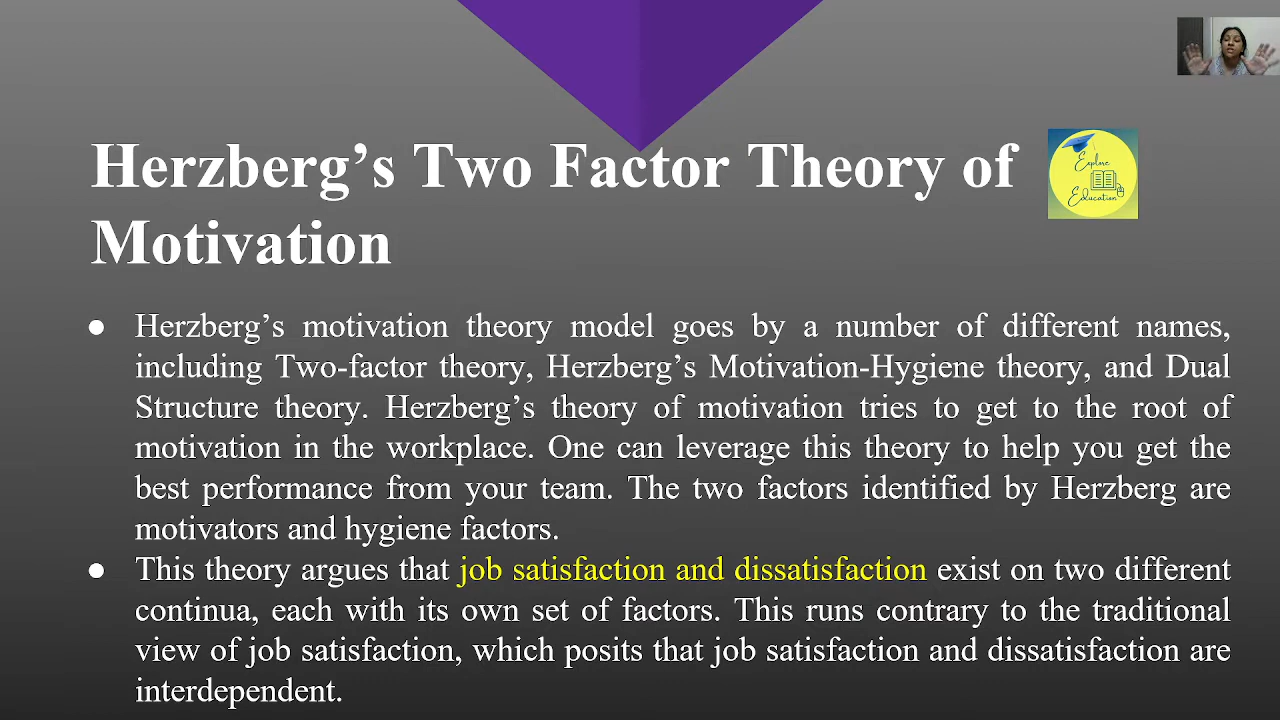 Herzberg’s Two Factor Theory of
Motivation
Explore
Education
● Herzberg’s motivation theory model goes by a number of different names,
including Two-factor theory, Herzberg’s Motivation-Hygiene theory, and Dual
Structure theory. Herzberg’s theory of motivation tries to get to the root of
motivation in the workplace. One can leverage this theory to help you get the
best performance from your team. The two factors identified by Herzberg are
motivators and hygiene factors.
● This theory argues that job satisfaction and dissatisfaction exist on two different
continua, each with its own set of factors. This runs contrary to the traditional
view of job satisfaction, which posits that job satisfaction and dissatisfaction are
interdependent.